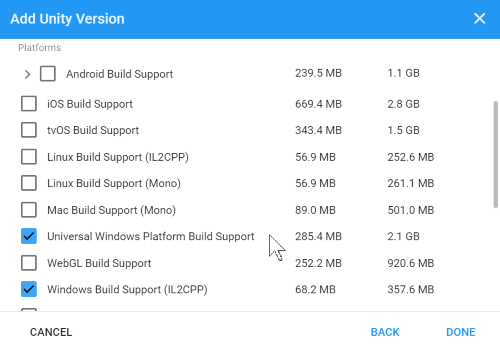 Add Unity Version
Platforms
Android Build Support 239.5 MB 1.1 GB
iOS Build Support 669.4 MB 2.8 GB
tvOS Build Support 343.4 MB 1.5 GB
Linux Build Support (IL2CPP) 56.9 MB 252.6 MB
Linux Build Support (Mono) 56.9 MB 261.1 MB
Mac Build Support (Mono) 89.0 MB 501.0 MB
Universal Windows Platform Build Support 285.4 MB 2.1 GB
WebGL Build Support 252.2 MB 920.6 MB
Windows Build Support (IL2CPP) 68.2 MB 357.6 MB
CANCEL BACK DONE